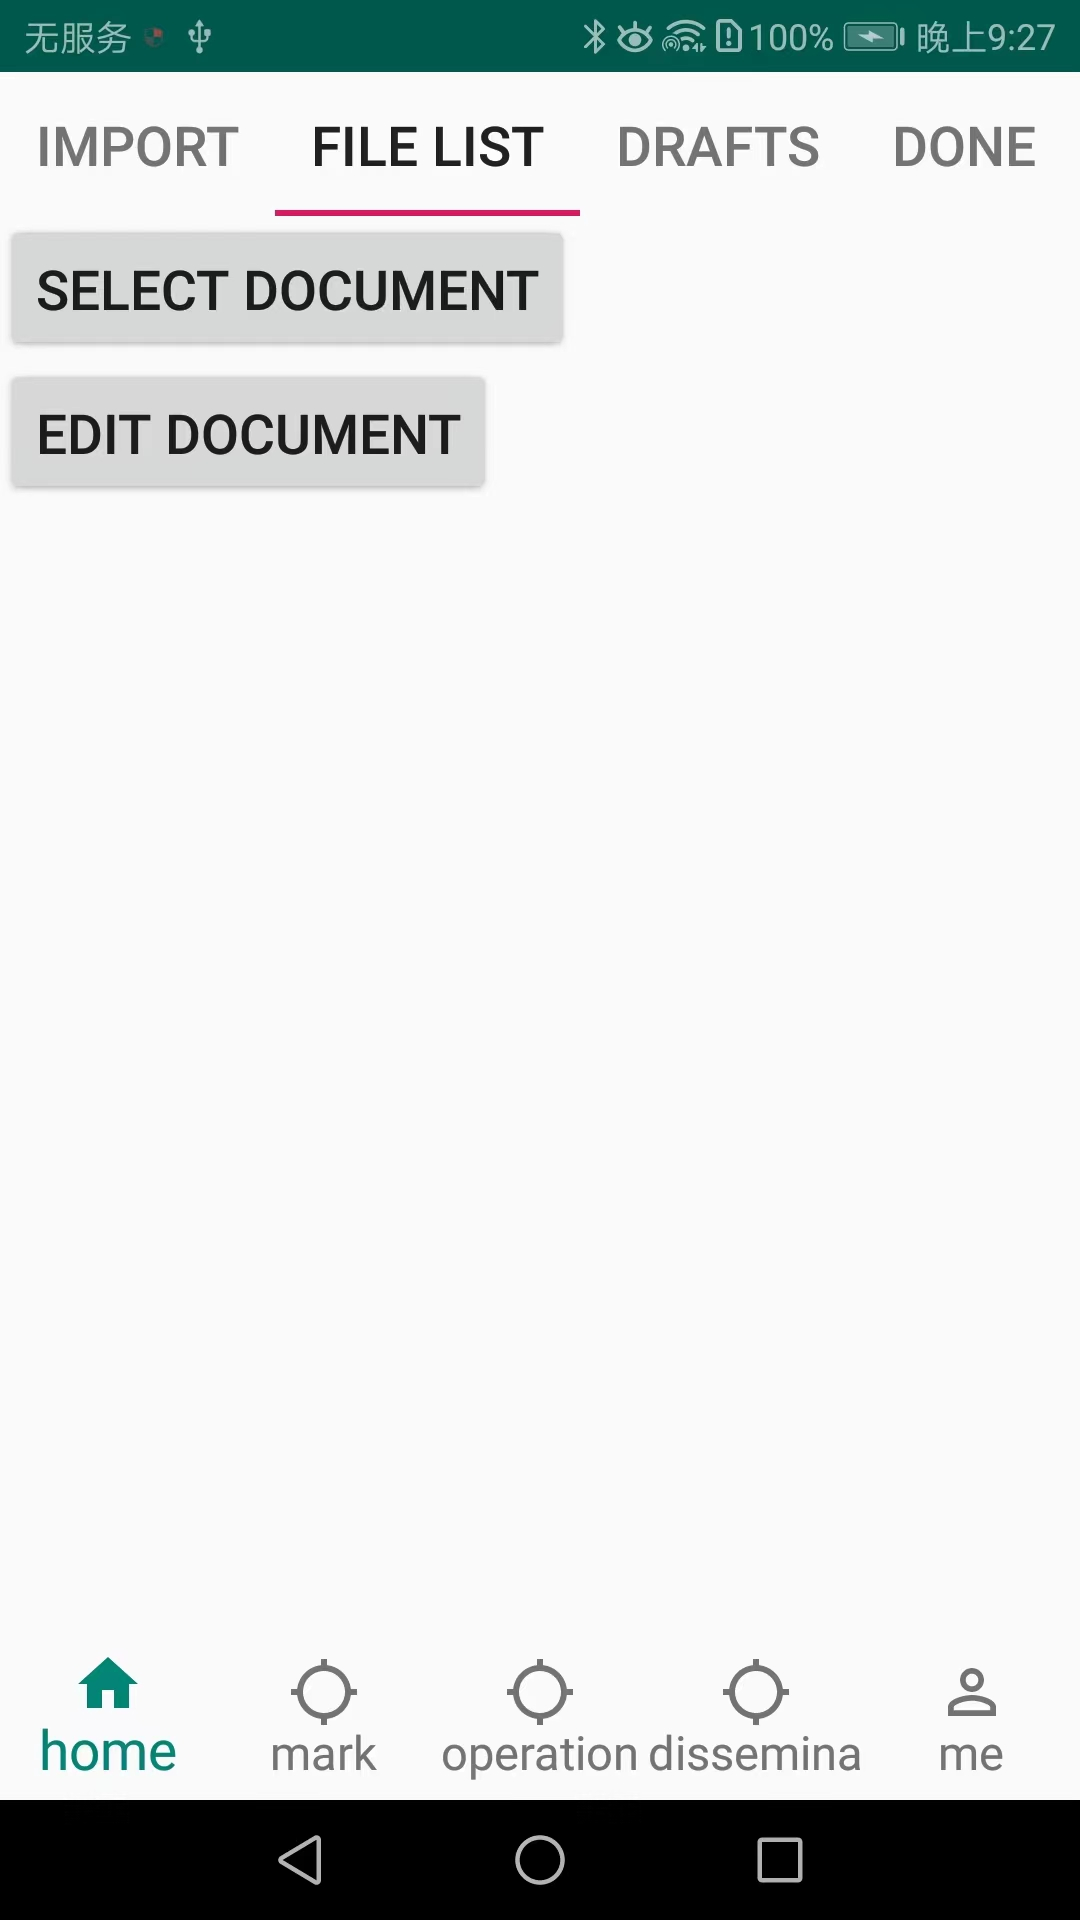 无服务 100% 晚上9:27
IMPORT FILE LIST DRAFTS DONE
SELECT DOCUMENT
EDIT DOCUMENT
home mark operation dissemina me